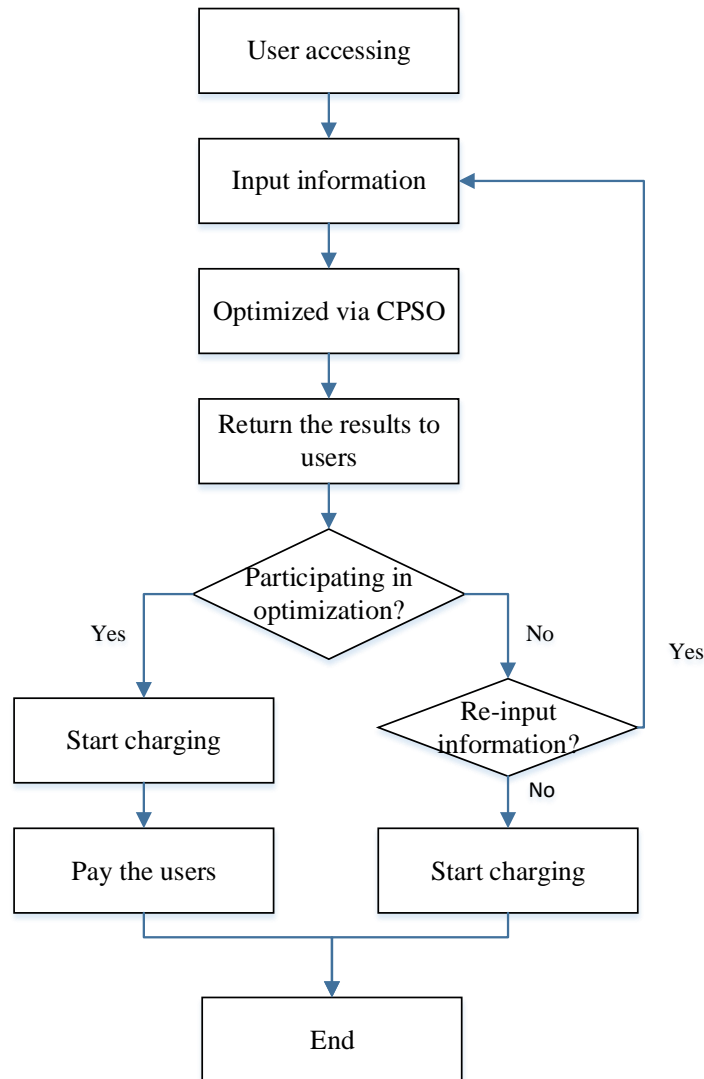 User accessing
Input information
Optimized via CPSO
Return the results to
users
Participating in
optimization?
Yes
No
Yes
Start charging
Re-input
information?
No
Pay the users
Start charging
End